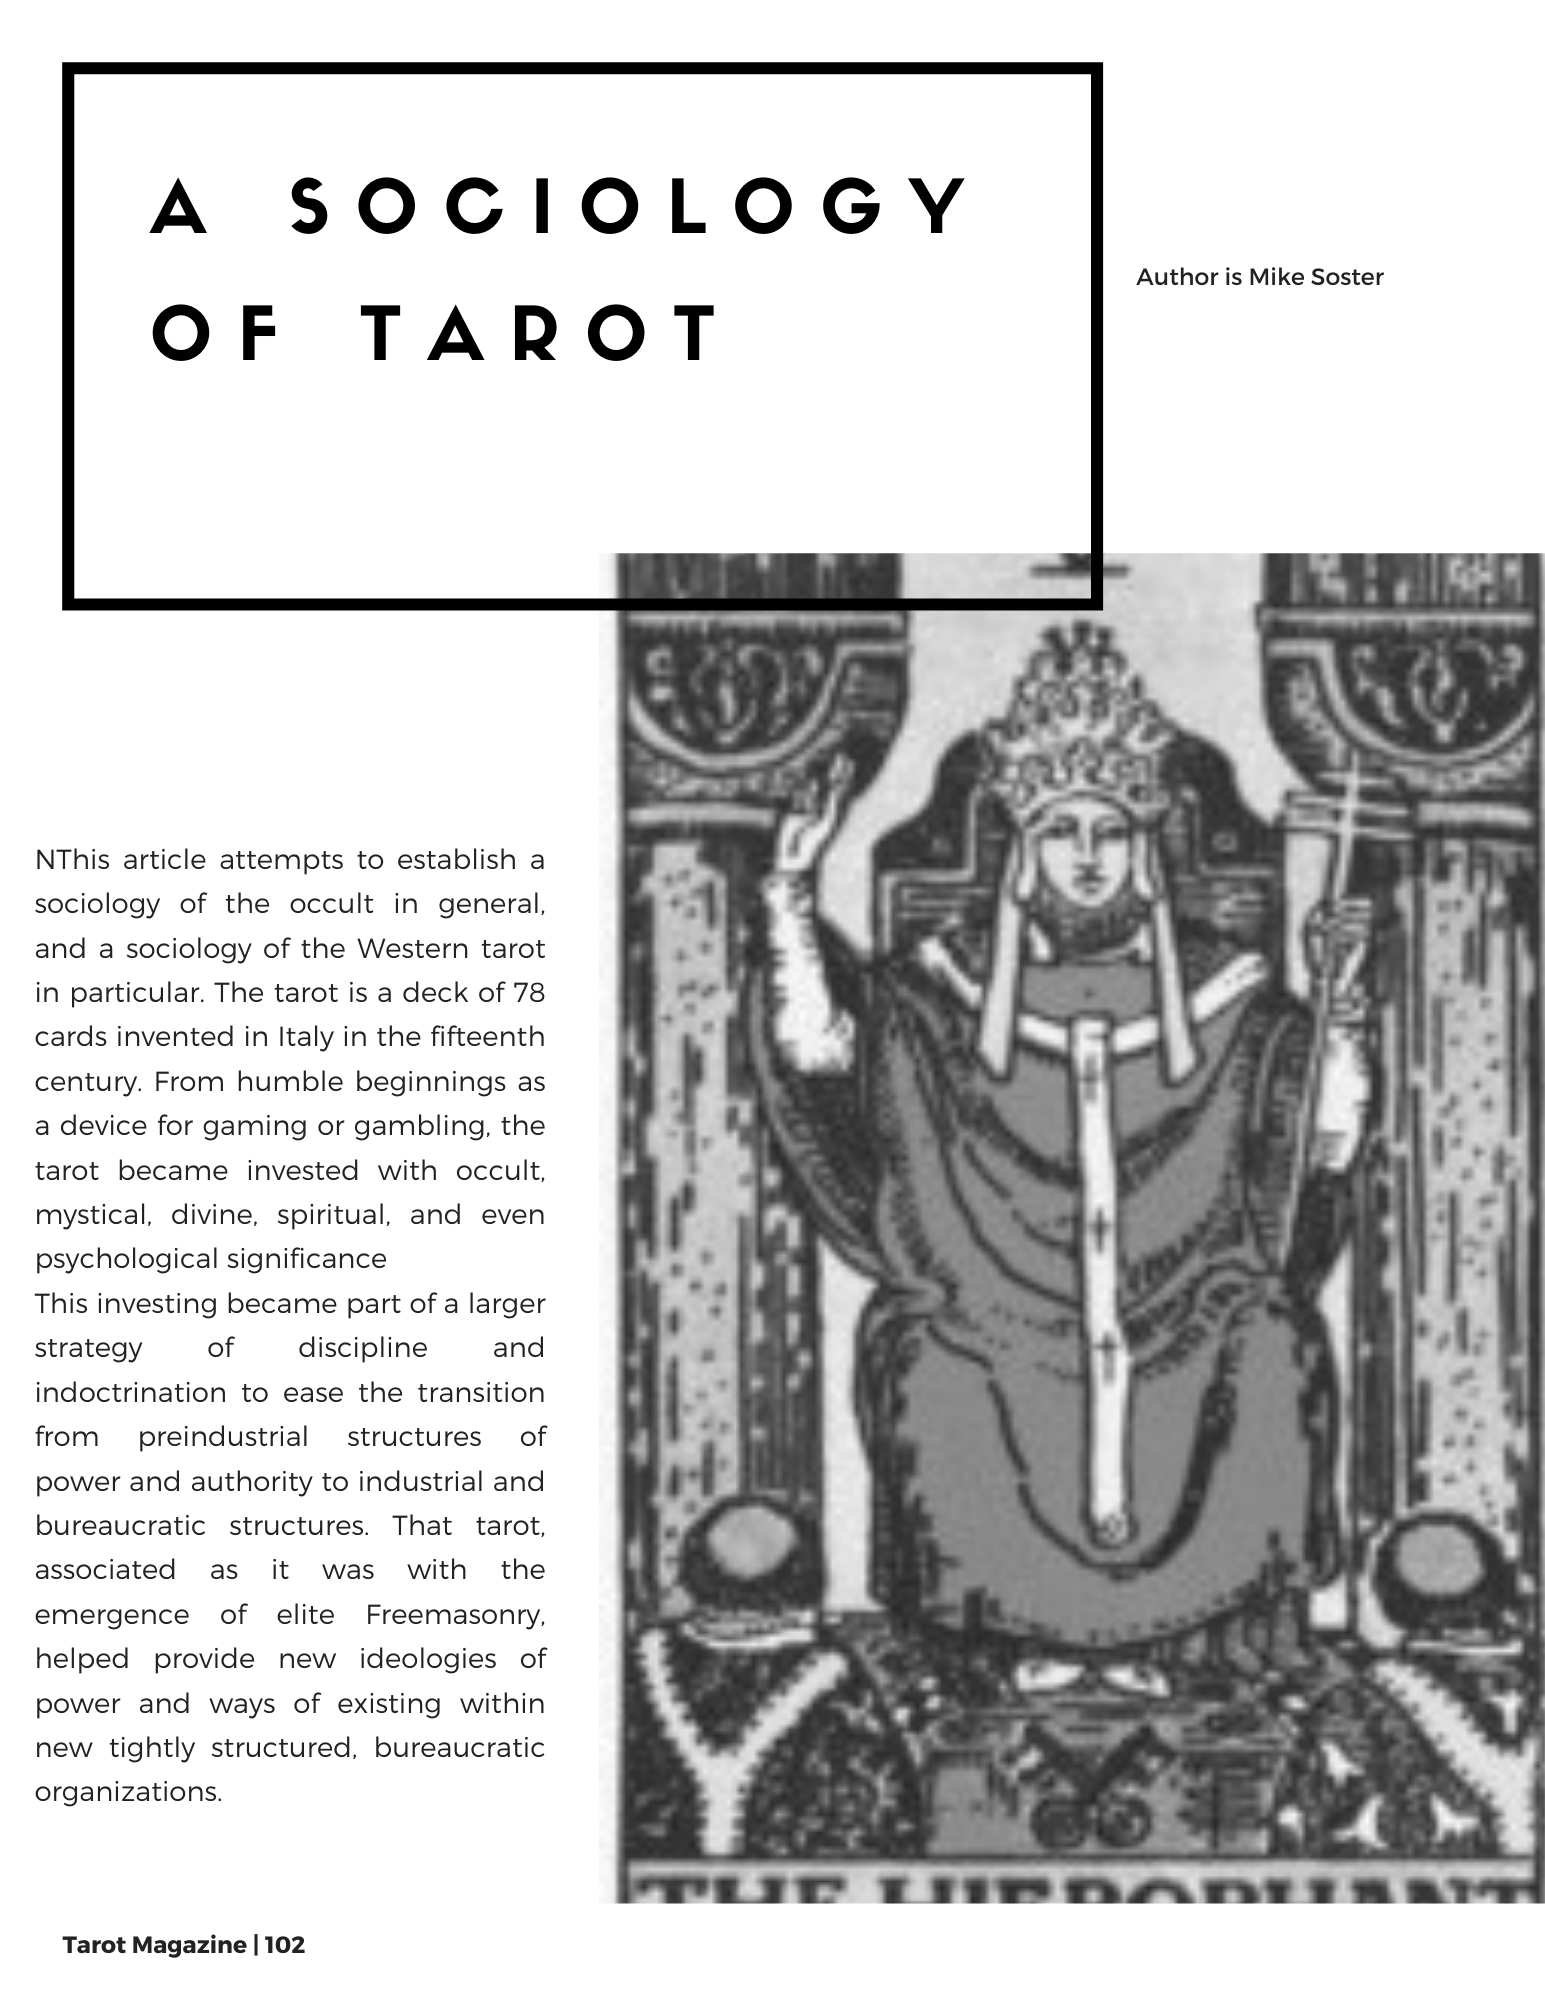 A SOCIOLOGY
OF TAROT
Author is Mike Soster
NThis article attempts to establish a
sociology of the occult in general,
and a sociology of the Western tarot
in particular. The tarot is a deck of 78
cards invented in Italy in the fifteenth
century. From humble beginnings as
a device for gaming or gambling, the
tarot became invested with occult,
mystical, divine, spiritual, and even
psychological significance
This investing became part of a larger
strategy of discipline and
indoctrination to ease the transition
from preindustrial structures of
power and authority to industrial and
bureaucratic structures. That tarot,
associated as it was with the
emergence of elite Freemasonry,
helped provide new ideologies of
power and ways of existing within
new tightly structured, bureaucratic
organizations.
THE HIEROPHANT
Tarot Magazine | 102